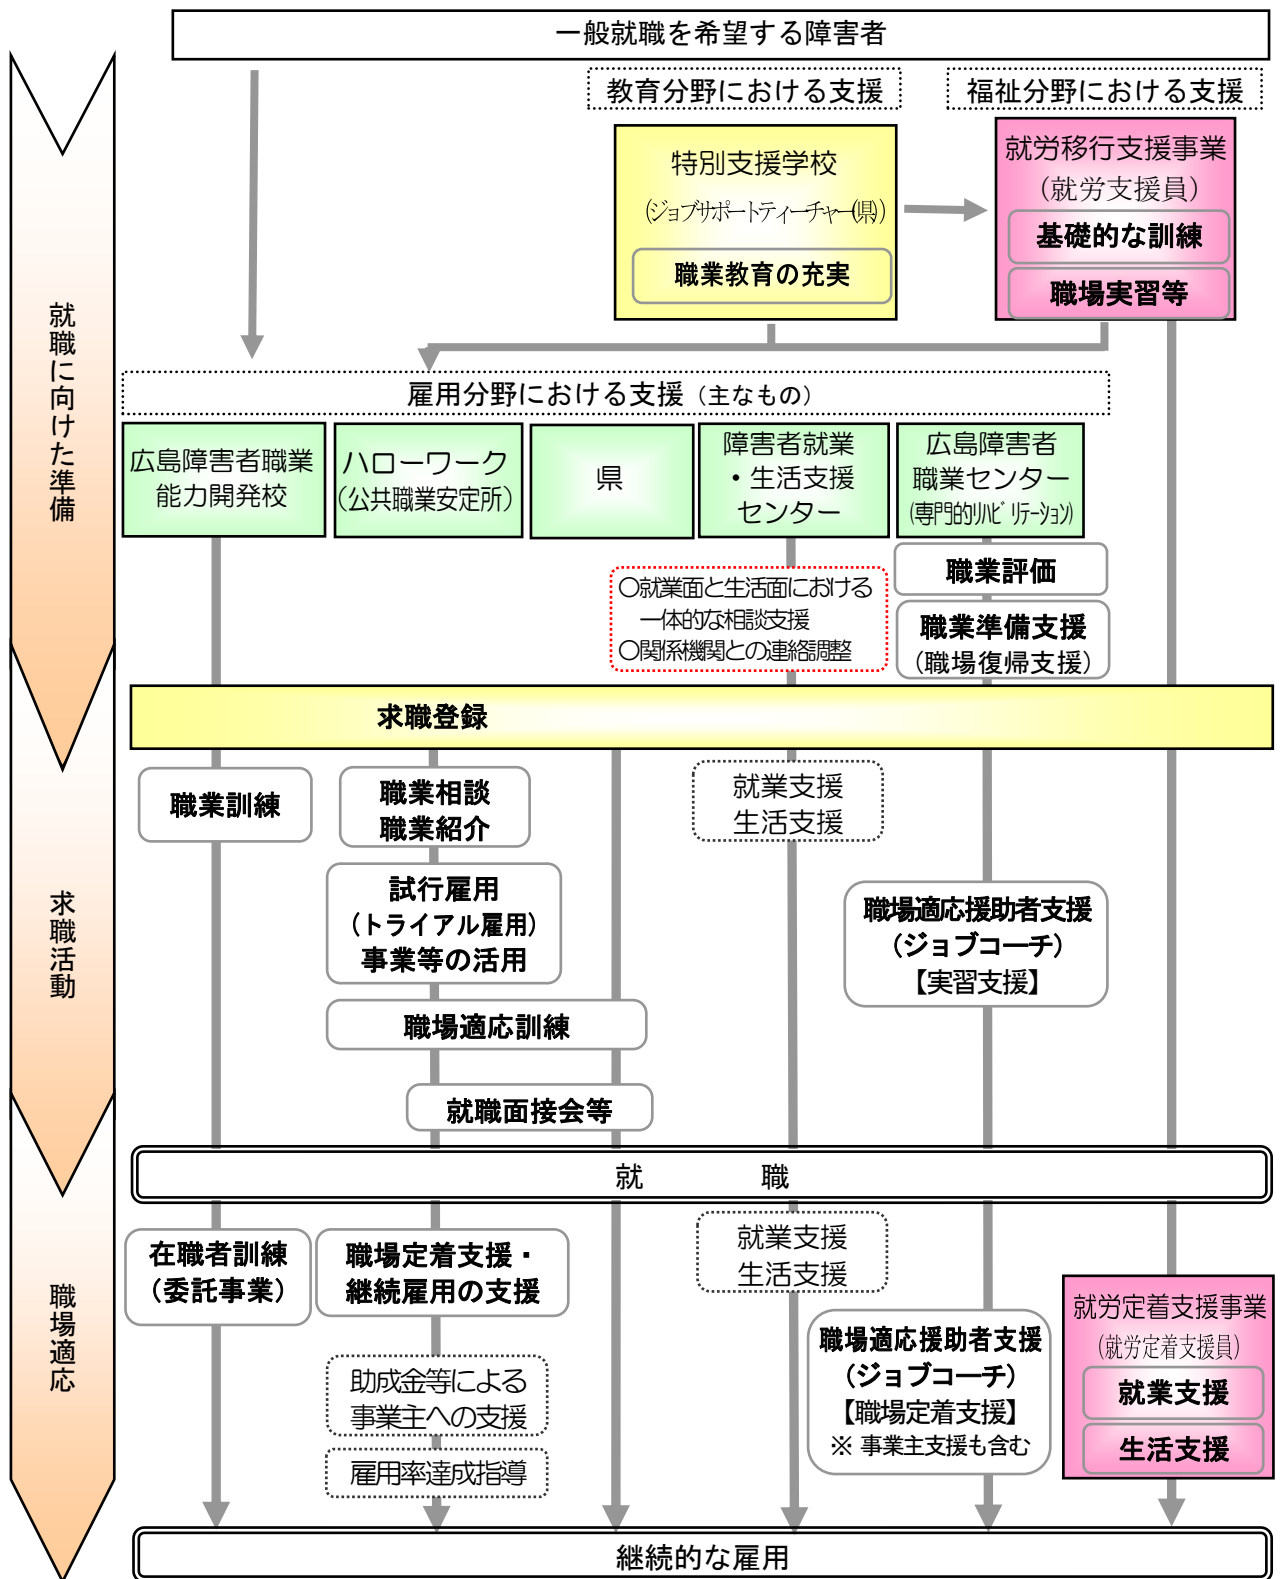 一般就職を希望する障害者
教育分野における支援
福祉分野における支援
特別支援学校
(ジョブサポートティーチャー(県))
職業教育の充実
就労移行支援事業
(就労支援員)
基礎的な訓練
職場実習等
就職に向けた準備
雇用分野における支援(主なもの)
広島障害者職業
能力開発校
ハローワーク
(公共職業安定所)
県
障害者就業
・生活支援
センター
広島障害者
職業センター
(専門的リハビリテーション)
○就業面と生活面における
一体的な相談支援
○関係機関との連絡調整
職業評価
職業準備支援
(職場復帰支援)
求職登録
求職活動
職業訓練
職業相談
職業紹介
就業支援
生活支援
試行雇用
(トライアル雇用)
事業等の活用
職場適応援助者支援
(ジョブコーチ)
【実習支援】
職場適応訓練
就職面接会等
就　職
職場適応
在職者訓練
(委託事業)
職場定着支援・
継続雇用の支援
就業支援
生活支援
助成金等による
事業主への支援
雇用率達成指導
職場適応援助者支援
(ジョブコーチ)
【職場定着支援】
※ 事業主支援も含む
就労定着支援事業
(就労定着支援員)
就業支援
生活支援
継続的な雇用